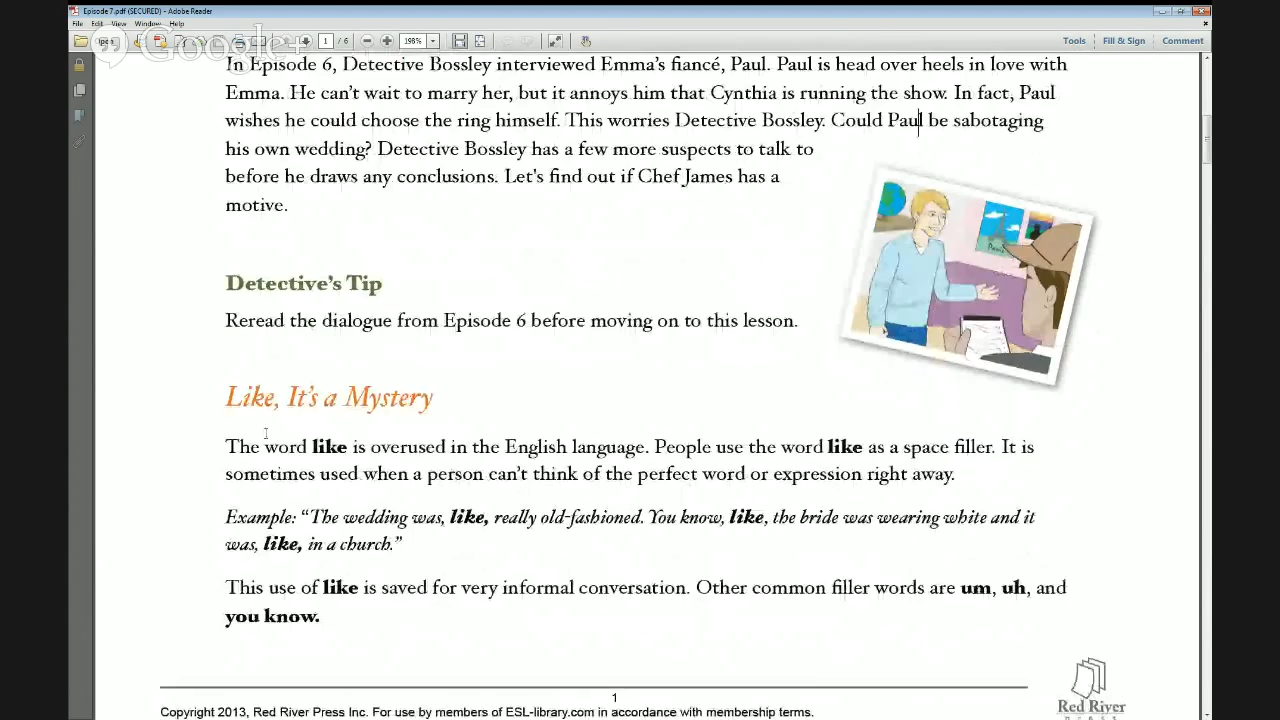 Episode 7.pdf (SECURED) - Adobe Reader
File Edit View Window Help
Open 1 / 6 198% Tools Fill & Sign Comment
Google+
In Episode 6, Detective Bossley interviewed Emma's fiancé, Paul. Paul is head over heels in love with
Emma. He can't wait to marry her, but it annoys him that Cynthia is running the show. In fact, Paul
wishes he could choose the ring himself. This worries Detective Bossley. Could Paul be sabotaging
his own wedding? Detective Bossley has a few more suspects to talk to
before he draws any conclusions. Let's find out if Chef James has a
motive.
Detective's Tip
Reread the dialogue from Episode 6 before moving on to this lesson.
Like, It's a Mystery
The word like is overused in the English language. People use the word like as a space filler. It is
sometimes used when a person can't think of the perfect word or expression right away.
Example: “The wedding was, like, really old-fashioned. You know, like, the bride was wearing white and it
was, like, in a church.”
This use of like is saved for very informal conversation. Other common filler words are um, uh, and
you know.
1
Copyright 2013, Red River Press Inc. For use by members of ESL-library.com in accordance with membership terms.
Red River
PRESS